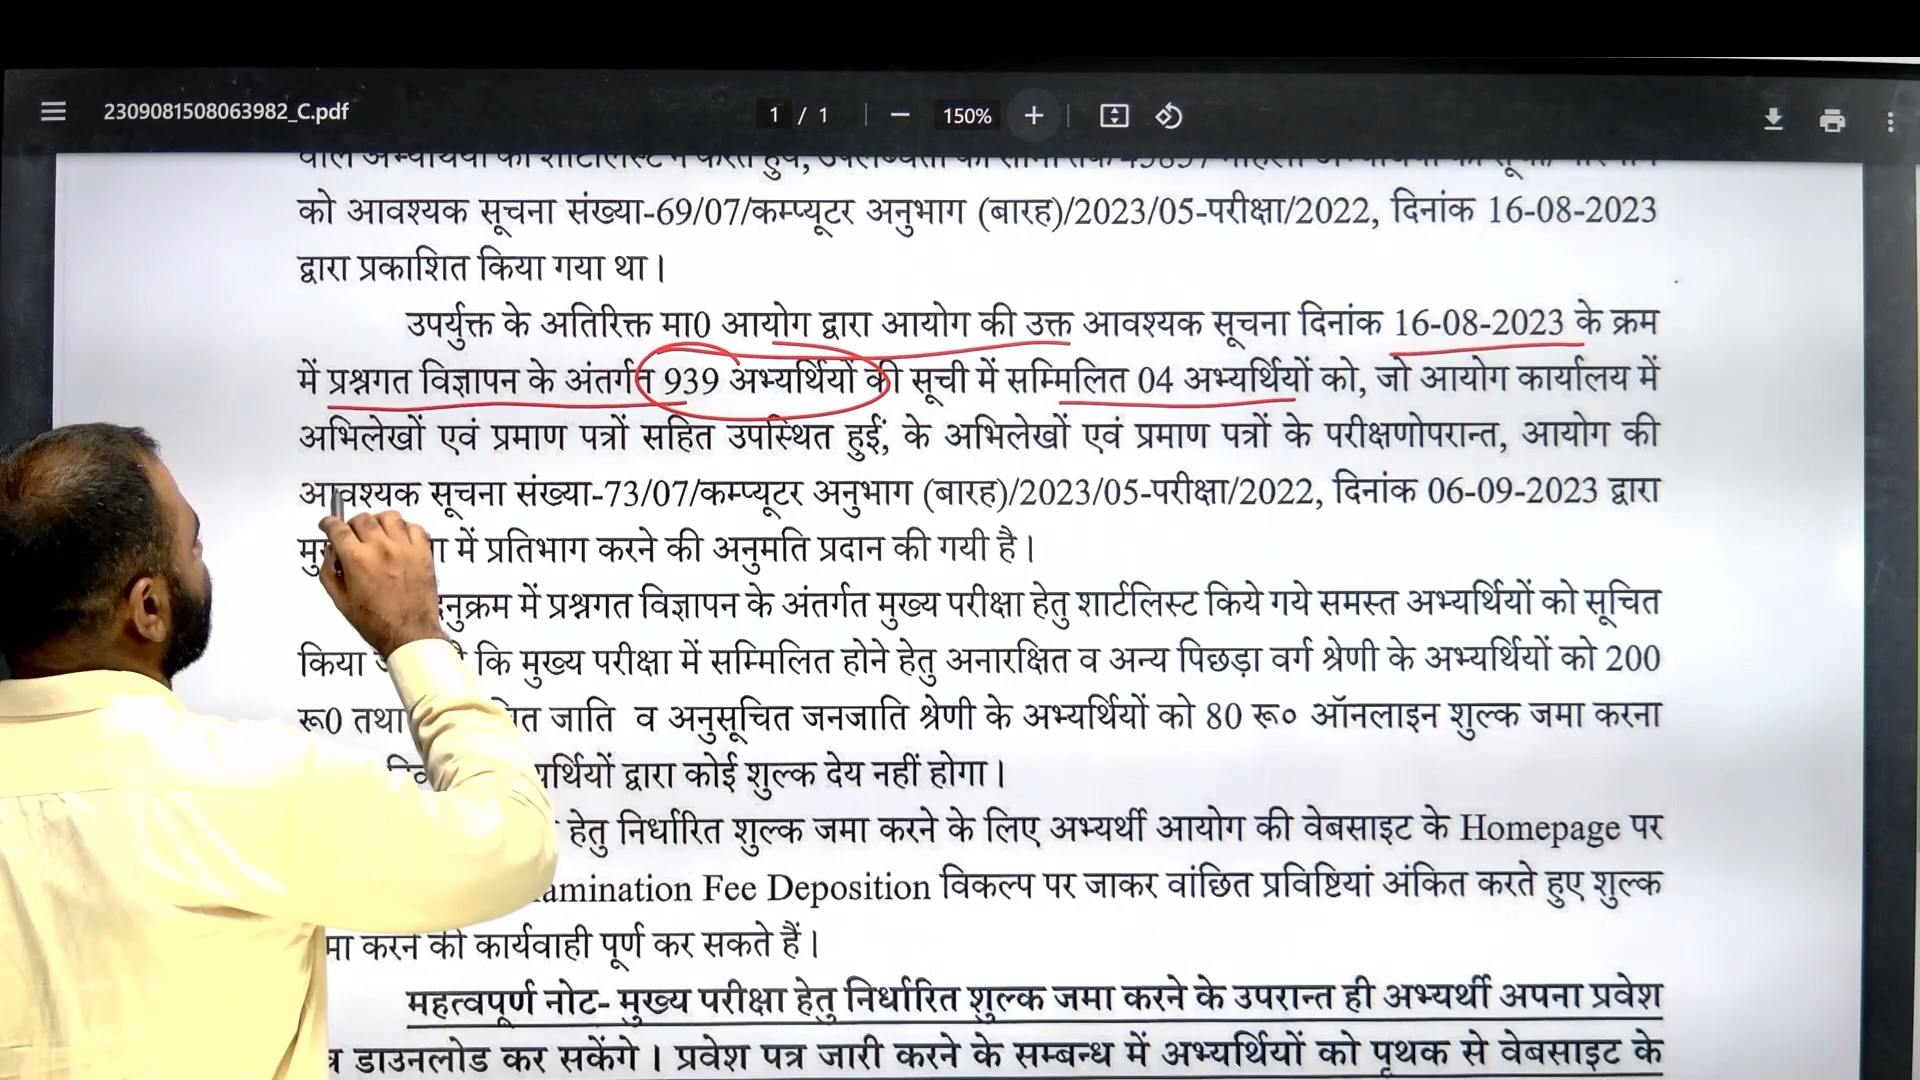 2309081508063982_C.pdf
1 / 1
150%
को आवश्यक सूचना संख्या-69/07/कम्प्यूटर अनुभाग (बारह)/2023/05-परीक्षा/2022, दिनांक 16-08-2023
द्वारा प्रकाशित किया गया था।
उपर्युक्त के अतिरिक्त मा0 आयोग द्वारा आयोग की उक्त आवश्यक सूचना दिनांक 16-08-2023 के क्रम
में प्रश्नगत विज्ञापन के अंतर्गत 939 अभ्यर्थियों की सूची में सम्मिलित 04 अभ्यर्थियों को, जो आयोग कार्यालय में
अभिलेखों एवं प्रमाण पत्रों सहित उपस्थित हुईं, के अभिलेखों एवं प्रमाण पत्रों के परीक्षणोपरान्त, आयोग की
आवश्यक सूचना संख्या-73/07/कम्प्यूटर अनुभाग (बारह)/2023/05-परीक्षा/2022, दिनांक 06-09-2023 द्वारा
में प्रतिभाग करने की अनुमति प्रदान की गयी है।
में प्रश्नगत विज्ञापन के अंतर्गत मुख्य परीक्षा हेतु शार्टलिस्ट किये गये समस्त अभ्यर्थियों को सूचित
किया कि मुख्य परीक्षा में सम्मिलित होने हेतु अनारक्षित व अन्य पिछड़ा वर्ग श्रेणी के अभ्यर्थियों को 200
रू0 तथा जाति व अनुसूचित जनजाति श्रेणी के अभ्यर्थियों को 80 रू० ऑनलाइन शुल्क जमा करना
द्वारा कोई शुल्क देय नहीं होगा।
हेतु निर्धारित शुल्क जमा करने के लिए अभ्यर्थी आयोग की वेबसाइट के Homepage पर
Fee Deposition विकल्प पर जाकर वांछित प्रविष्टियां अंकित करते हुए शुल्क
करने की कार्यवाही पूर्ण कर सकते हैं।
महत्वपूर्ण नोट- मुख्य परीक्षा हेतु निर्धारित शुल्क जमा करने के उपरान्त ही अभ्यर्थी अपना प्रवेश
डाउनलोड कर सकेंगे। प्रवेश पत्र जारी करने के सम्बन्ध में अभ्यर्थियों को पृथक से वेबसाइट के